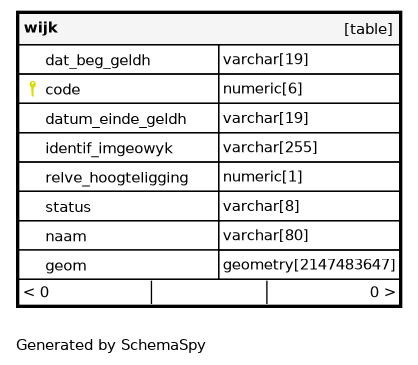 wijk [table]
dat_beg_geldh varchar[19]
code numeric[6]
datum_einde_geldh varchar[19]
identif_imgeowyk varchar[255]
relve_hoogteligging numeric[1]
status varchar[8]
naam varchar[80]
geom geometry[2147483647]
< 0 0 >
Generated by SchemaSpy